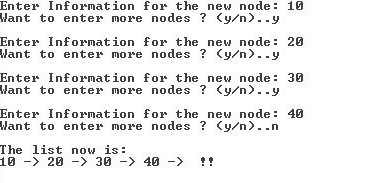 Enter Information for the new node: 10
Want to enter more nodes ? (y/n)..y
Enter Information for the new node: 20
Want to enter more nodes ? (y/n)..y
Enter Information for the new node: 30
Want to enter more nodes ? (y/n)..y
Enter Information for the new node: 40
Want to enter more nodes ? (y/n)..n
The list now is:
10 -> 20 -> 30 -> 40 ->  !!